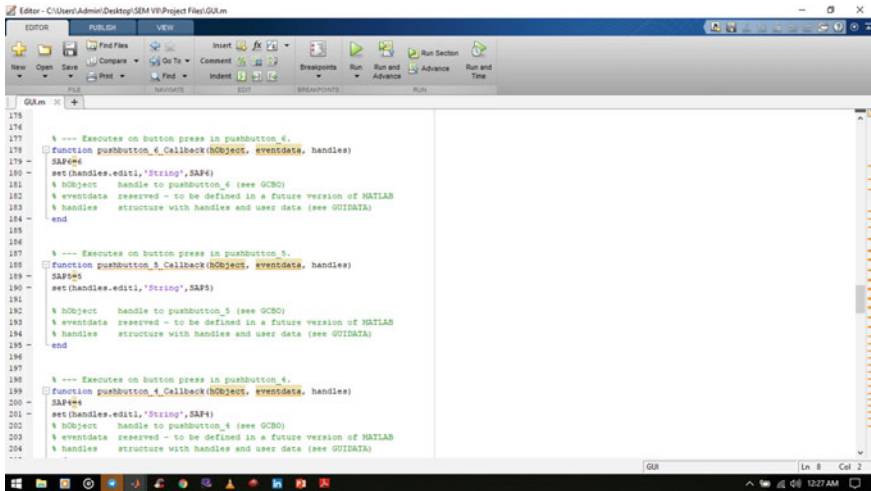 Editor - C:\Users\Admin\Desktop\SEM VII\Project Files\GUI.m
EDITOR PUBLISH VIEW
New Open Save Find Files Compare Print
Go To Find
Insert fx
Comment
Indent
Breakpoints
Run Run and Advance Run Section Advance Run and Time
FILE NAVIGATE EDIT BREAKPOINTS RUN
GUI.m
175
176
177 % --- Executes on button press in pushbutton_6.
178 function pushbutton_6_Callback(hObject, eventdata, handles)
179 - SAP6=6
180 - set(handles.edit1,'String',SAP6)
181 % hObject handle to pushbutton_6 (see GCBO)
182 % eventdata reserved - to be defined in a future version of MATLAB
183 % handles structure with handles and user data (see GUIDATA)
184 - end
185
186
187 % --- Executes on button press in pushbutton_5.
188 function pushbutton_5_Callback(hObject, eventdata, handles)
189 - SAP5=5
190 - set(handles.edit1,'String',SAP5)
191
192 % hObject handle to pushbutton_5 (see GCBO)
193 % eventdata reserved - to be defined in a future version of MATLAB
194 % handles structure with handles and user data (see GUIDATA)
195 - end
196
197
198 % --- Executes on button press in pushbutton_4.
199 function pushbutton_4_Callback(hObject, eventdata, handles)
200 - SAP4=4
201 - set(handles.edit1,'String',SAP4)
202 % hObject handle to pushbutton_4 (see GCBO)
203 % eventdata reserved - to be defined in a future version of MATLAB
204 % handles structure with handles and user data (see GUIDATA)
GUI Ln 8 Col 2
12:27 AM